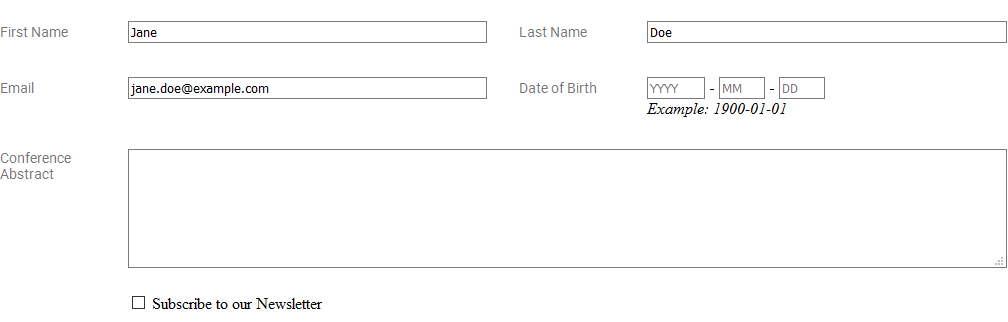 First Name Jane Last Name Doe
Email jane.doe@example.com Date of Birth YYYY - MM - DD
Example: 1900-01-01
Conference
Abstract
Subscribe to our Newsletter